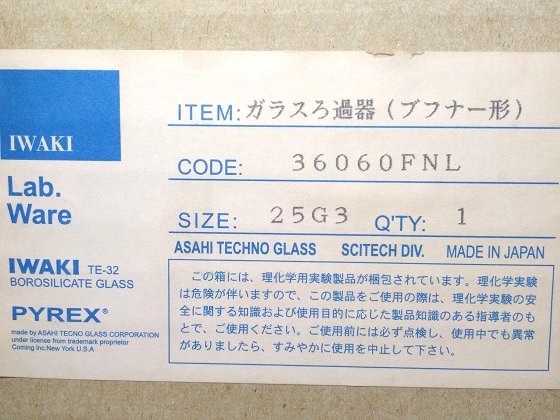 IWAKI
Lab.
Ware
IWAKI TE-32
BOROSILICATE GLASS
PYREX®
made by ASAHI TECNO GLASS CORPORATION
under license from trademark proprietor
Corning Inc.New York U.S.A
ITEM: ガラスろ過器(ブフナー形)
CODE: 36060FNL
SIZE: 25G3 Q'TY: 1
ASAHI TECHNO GLASS SCITECH DIV. MADE IN JAPAN
この箱には、理化学用実験製品が梱包されています。理化学実験
は危険が伴いますので、この製品をご使用の際は、理化学実験の安
全に関する知識および使用目的に応じた製品知識のある指導者のも
とで、ご使用ください。ご使用前には必ず点検し、使用中でも異常
がありましたら、すみやかに使用を中止して下さい。